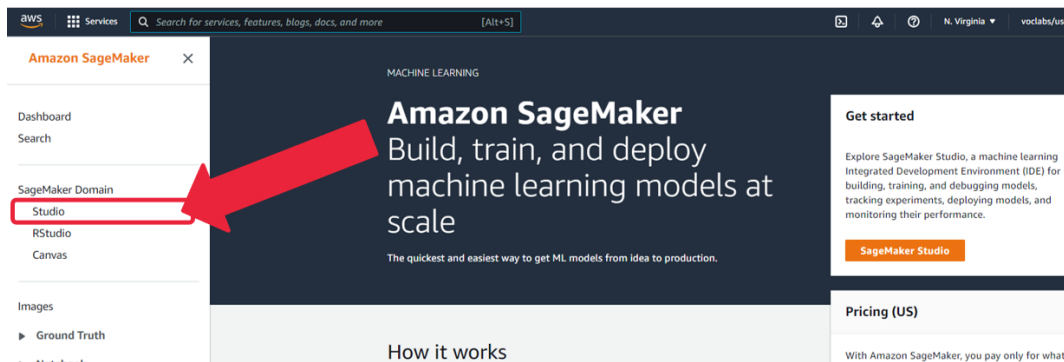 aws
Services
Search for services, features, blogs, docs, and more
[Alt+S]
N. Virginia
Amazon SageMaker
Dashboard
Search
SageMaker Domain
Studio
RStudio
Canvas
Images
Ground Truth
MACHINE LEARNING
Amazon SageMaker
Build, train, and deploy
machine learning models at
scale
The quickest and easiest way to get ML models from idea to production.
How it works
Get started
Explore SageMaker Studio, a machine learning
Integrated Development Environment (IDE) for
building, training, and debugging models,
tracking experiments, deploying models, and
monitoring their performance.
SageMaker Studio
Pricing (US)
With Amazon SageMaker, you pay only for what